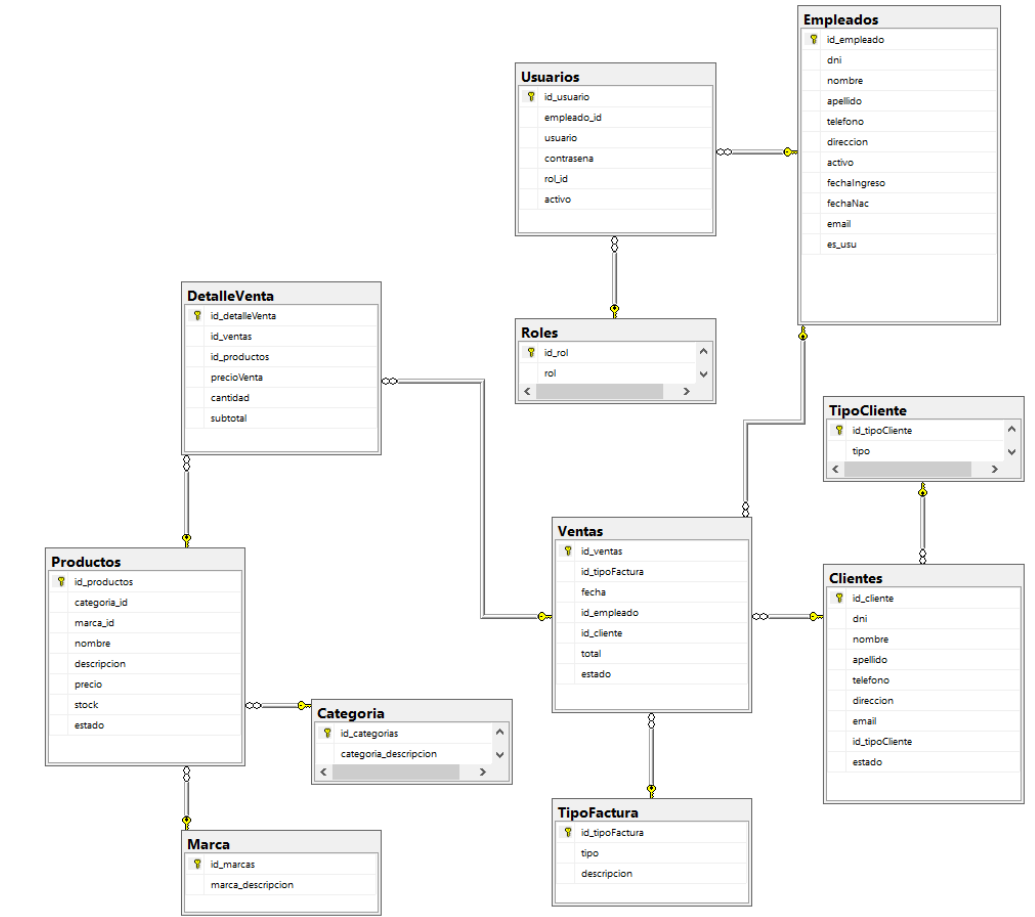 Empleados
id_empleado
dni
nombre
apellido
telefono
direccion
activo
fechaIngreso
fechaNac
email
es_usu
Usuarios
id_usuario
empleado_id
usuario
contrasena
rol_id
activo
DetalleVenta
id_detalleVenta
id_ventas
id_productos
precioVenta
cantidad
subtotal
Roles
id_rol
rol
TipoCliente
id_tipoCliente
tipo
Ventas
id_ventas
id_tipoFactura
fecha
id_empleado
id_cliente
total
estado
Productos
id_productos
categoria_id
marca_id
nombre
descripcion
precio
stock
estado
Clientes
id_cliente
dni
nombre
apellido
telefono
direccion
email
id_tipoCliente
estado
Categoria
id_categorias
categoria_descripcion
TipoFactura
id_tipoFactura
tipo
descripcion
Marca
id_marcas
marca_descripcion